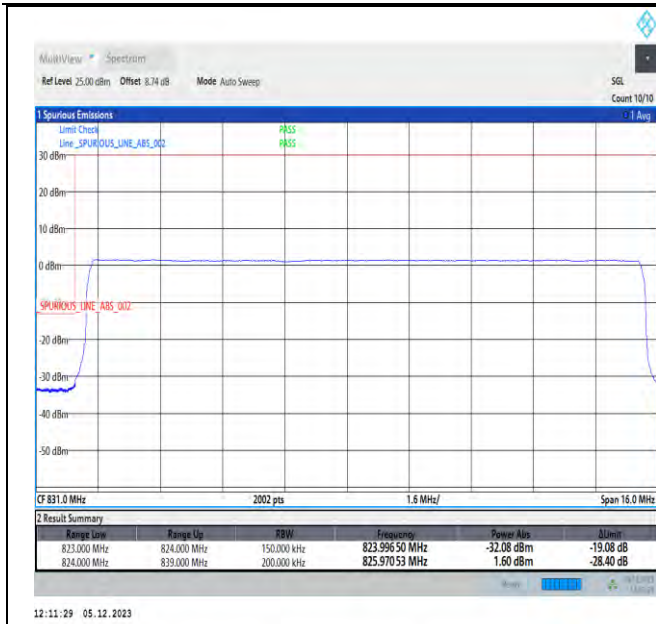 MultiView Spectrum
Ref Level 25.00 dBm Offset 8.74 dB Mode Auto Sweep SGL
Count 10/10
1 Spurious Emissions 1 Avg
Limit Check PASS
Line _SPURIOUS_LINE_ABS_002 PASS
30 dBm
20 dBm
10 dBm
0 dBm
_SPURIOUS_LINE_ABS_002
-20 dBm
-30 dBm
-40 dBm
-50 dBm
CF 831.0 MHz 2002 pts 1.6 MHz/ Span 16.0 MHz
2 Result Summary
Range Low Range Up RBW Frequency Power Abs ΔLimit
823.000 MHz 824.000 MHz 150.000 kHz 823.996 50 MHz -32.08 dBm -19.08 dB
824.000 MHz 839.000 MHz 200.000 kHz 825.970 53 MHz 1.60 dBm -28.40 dB
12:11:29 05.12.2023